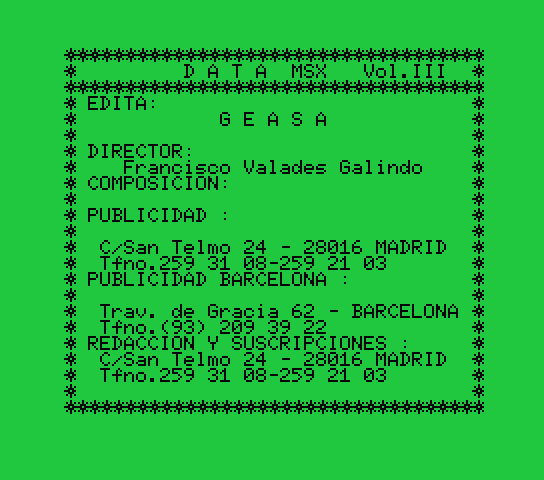 ***********************************
* D A T A MSX Vol.III *
***********************************
* EDITA: *
* G E A S A *
* *
* DIRECTOR: *
* Francisco Valades Galindo *
* COMPOSICION: *
* *
* PUBLICIDAD : *
* *
* C/San Telmo 24 - 28016 MADRID *
* Tfno.259 31 08-259 21 03 *
* PUBLICIDAD BARCELONA : *
* *
* Trav. de Gracia 62 - BARCELONA *
* Tfno.(93) 209 39 22 *
* REDACCION Y SUSCRIPCIONES : *
* C/San Telmo 24 - 28016 MADRID *
* Tfno.259 31 08-259 21 03 *
* *
***********************************